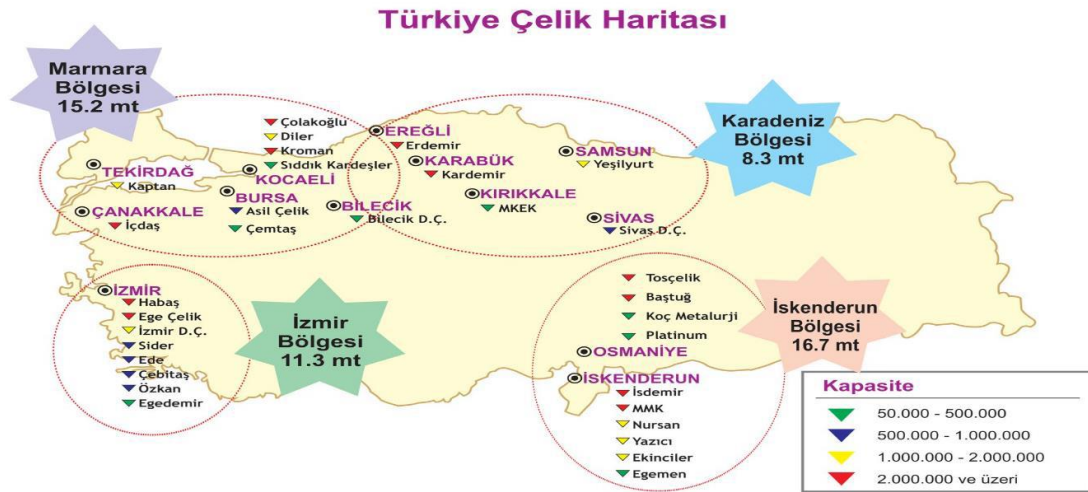 Türkiye Çelik Haritası
Marmara
Bölgesi
15.2 mt
Karadeniz
Bölgesi
8.3 mt
Çolakoğlu
Diler
Kroman
Sıddık Kardeşler
KOCAELİ
TEKİRDAĞ
Kaptan
ÇANAKKALE
İçdaş
BURSA
Asil Çelik
Çemtaş
BİLECİK
Bilecik D.Ç.
EREĞLİ
Erdemir
KARABÜK
Kardemir
SAMSUN
Yeşilyurt
KIRIKKALE
MKEK
SİVAS
Sivas D.Ç.
İZMİR
Habaş
Ege Çelik
İzmir D.Ç.
Sider
Ede
Çebitaş
Özkan
Egedemir
İzmir
Bölgesi
11.3 mt
Tosçelik
Baştuğ
Koç Metalurji
Platinum
OSMANİYE
İSKENDERUN
İsdemir
MMK
Nursan
Yazıcı
Ekinciler
Egemen
İskenderun
Bölgesi
16.7 mt
Kapasite
50.000 - 500.000
500.000 - 1.000.000
1.000.000 - 2.000.000
2.000.000 ve üzeri